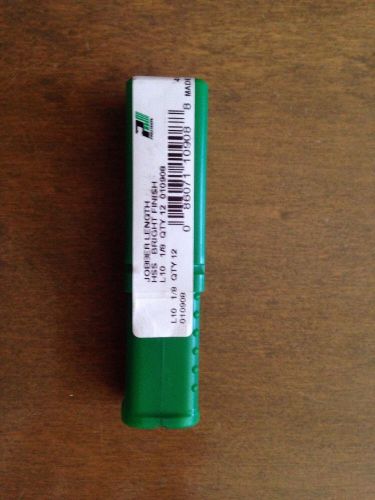 JOBBER LENGTH
HSS BRIGHT FINISH
L10 1/8 QTY 12 010908
0 86071 10908 8
MADE
L10 1/8 QTY 12
010908